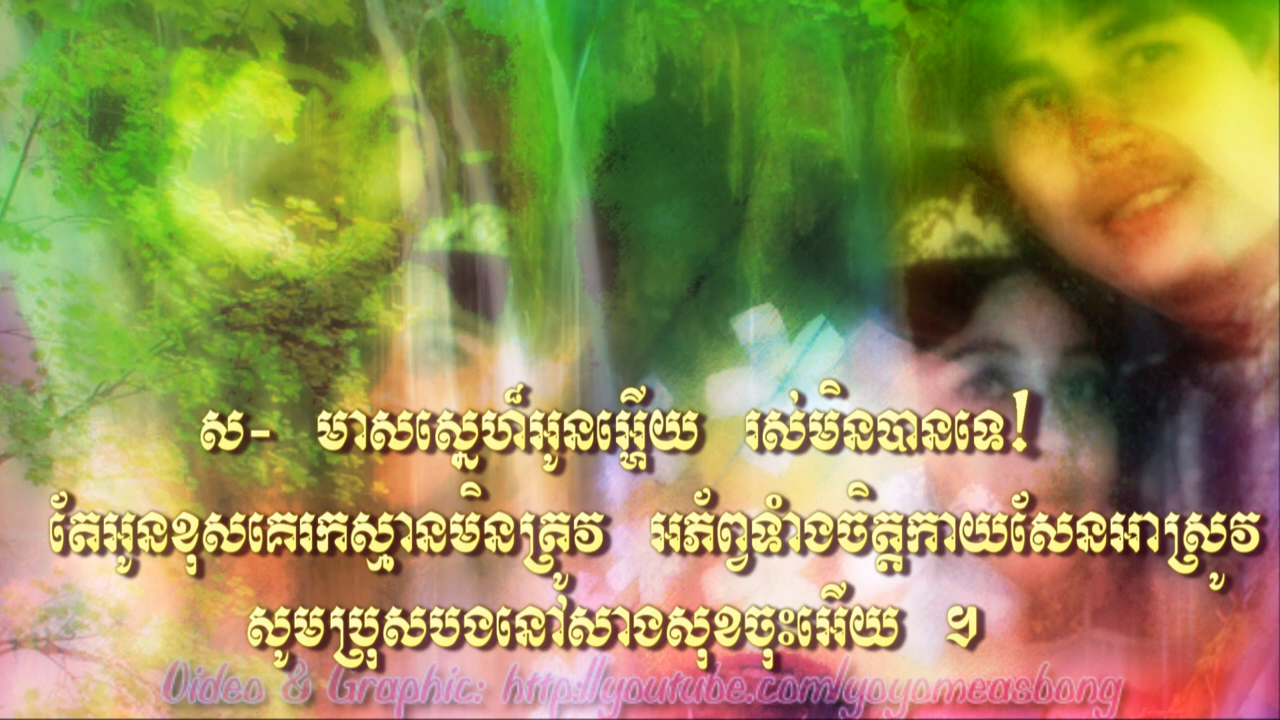 ស- មាសស្នេហ៍អូនអ្ហើយ រស់មិនបានទេ!
តែអូនខុសគេរកស្មានមិនត្រូវ អភ័ព្វទាំងចិត្តកាយសែនអាស្រូវ
សូមប្រុសបងនៅសាងសុខចុះអើយ ៗ
Video & Graphic: http://youtube.com/yoyomeasbong